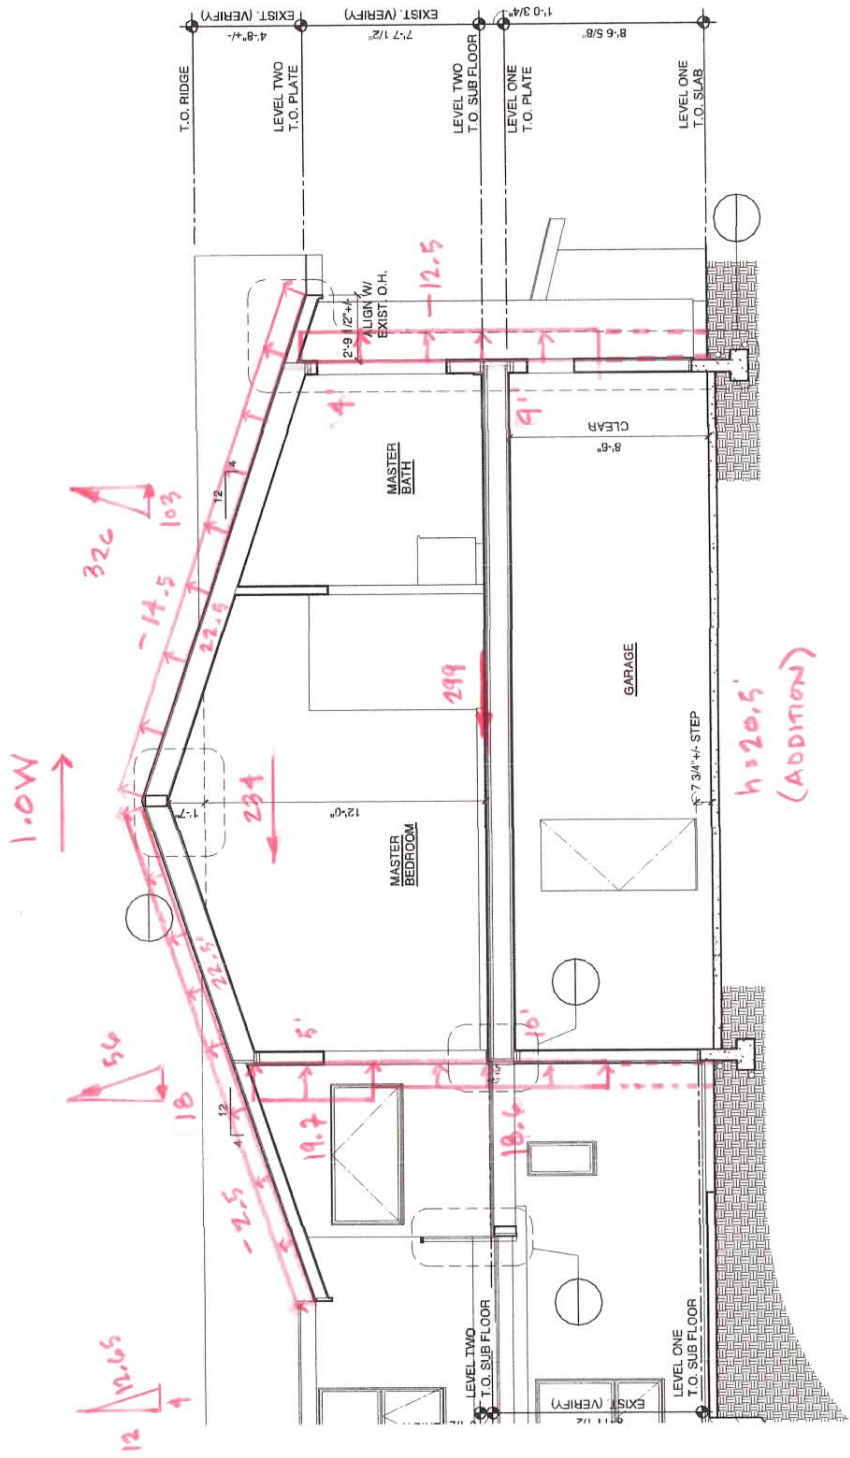 1.0W
T.O. RIDGE
4'-8"+/-
EXIST. (VERIFY)
LEVEL TWO
T.O. PLATE
7'-7 1/2"
EXIST. (VERIFY)
LEVEL TWO
T.O. SUB FLOOR
1'-0 3/4"
LEVEL ONE
T.O. PLATE
8'-6 5/8"
LEVEL ONE
T.O. SLAB
12
12.65
4
56
18
326
103
-2.5
22.5'
-14.5
22.5
12
4
12
4
2'-9 1/2"+/-
ALIGN W/
EXIST. O.H.
-12.5
1'-7"
234
12'-0"
5'
19.7
4'
MASTER
BEDROOM
MASTER
BATH
299
10'
18.6
9'
LEVEL TWO
T.O. SUB FLOOR
EXIST. (VERIFY)
LEVEL ONE
T.O. SUB FLOOR
GARAGE
8'-6"
CLEAR
7 3/4"+/- STEP
h=20.5'
(ADDITION)